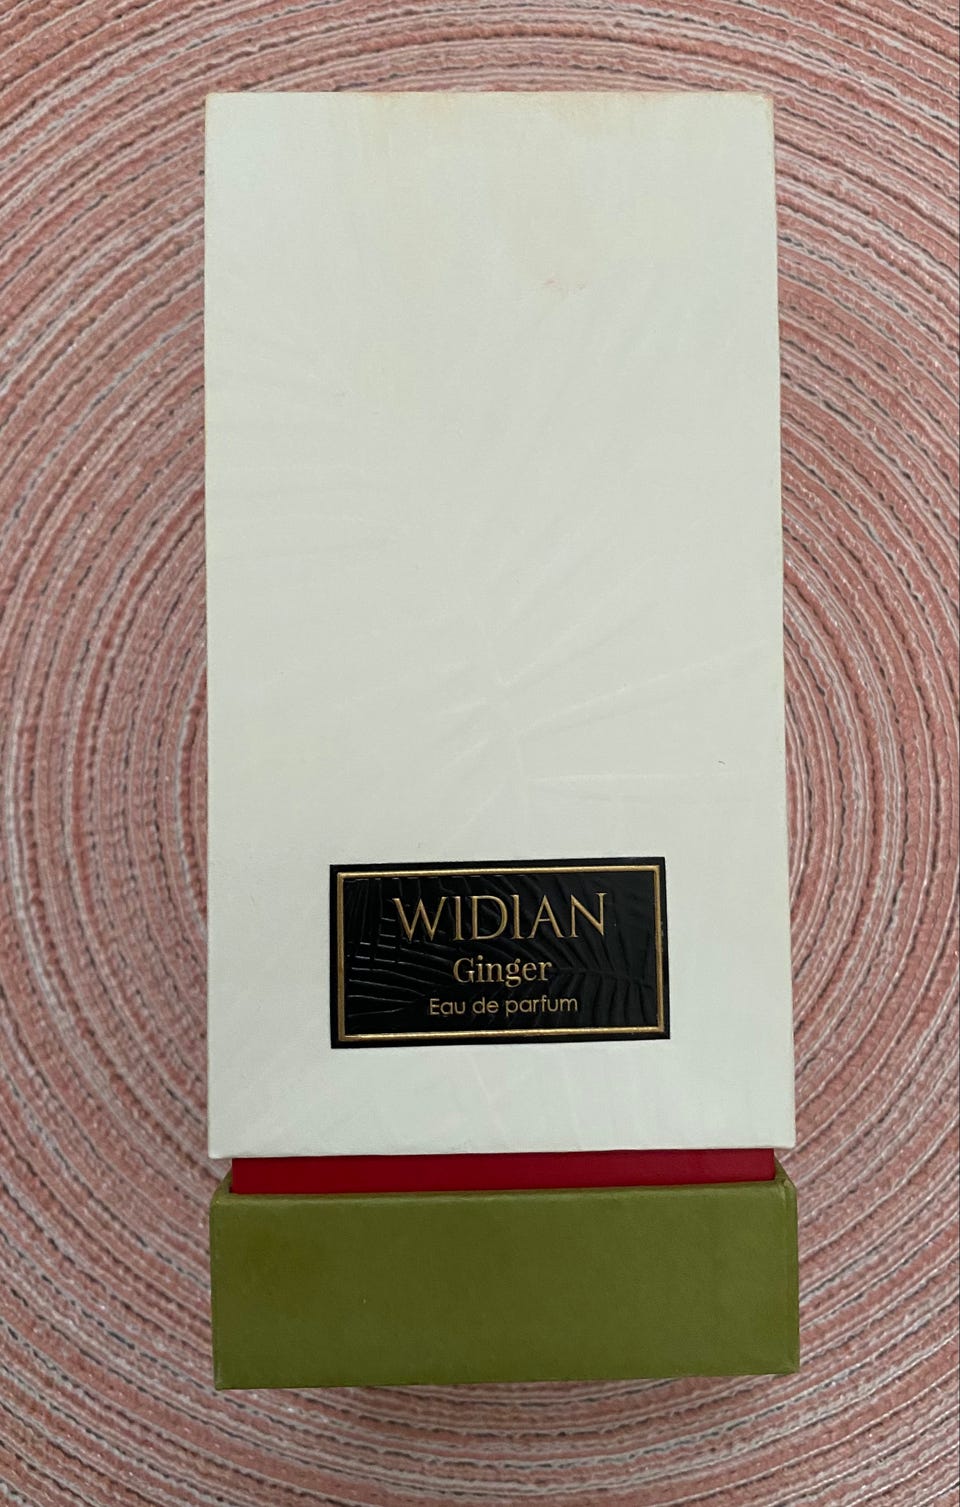 WIDIAN
Ginger
Eau de parfum